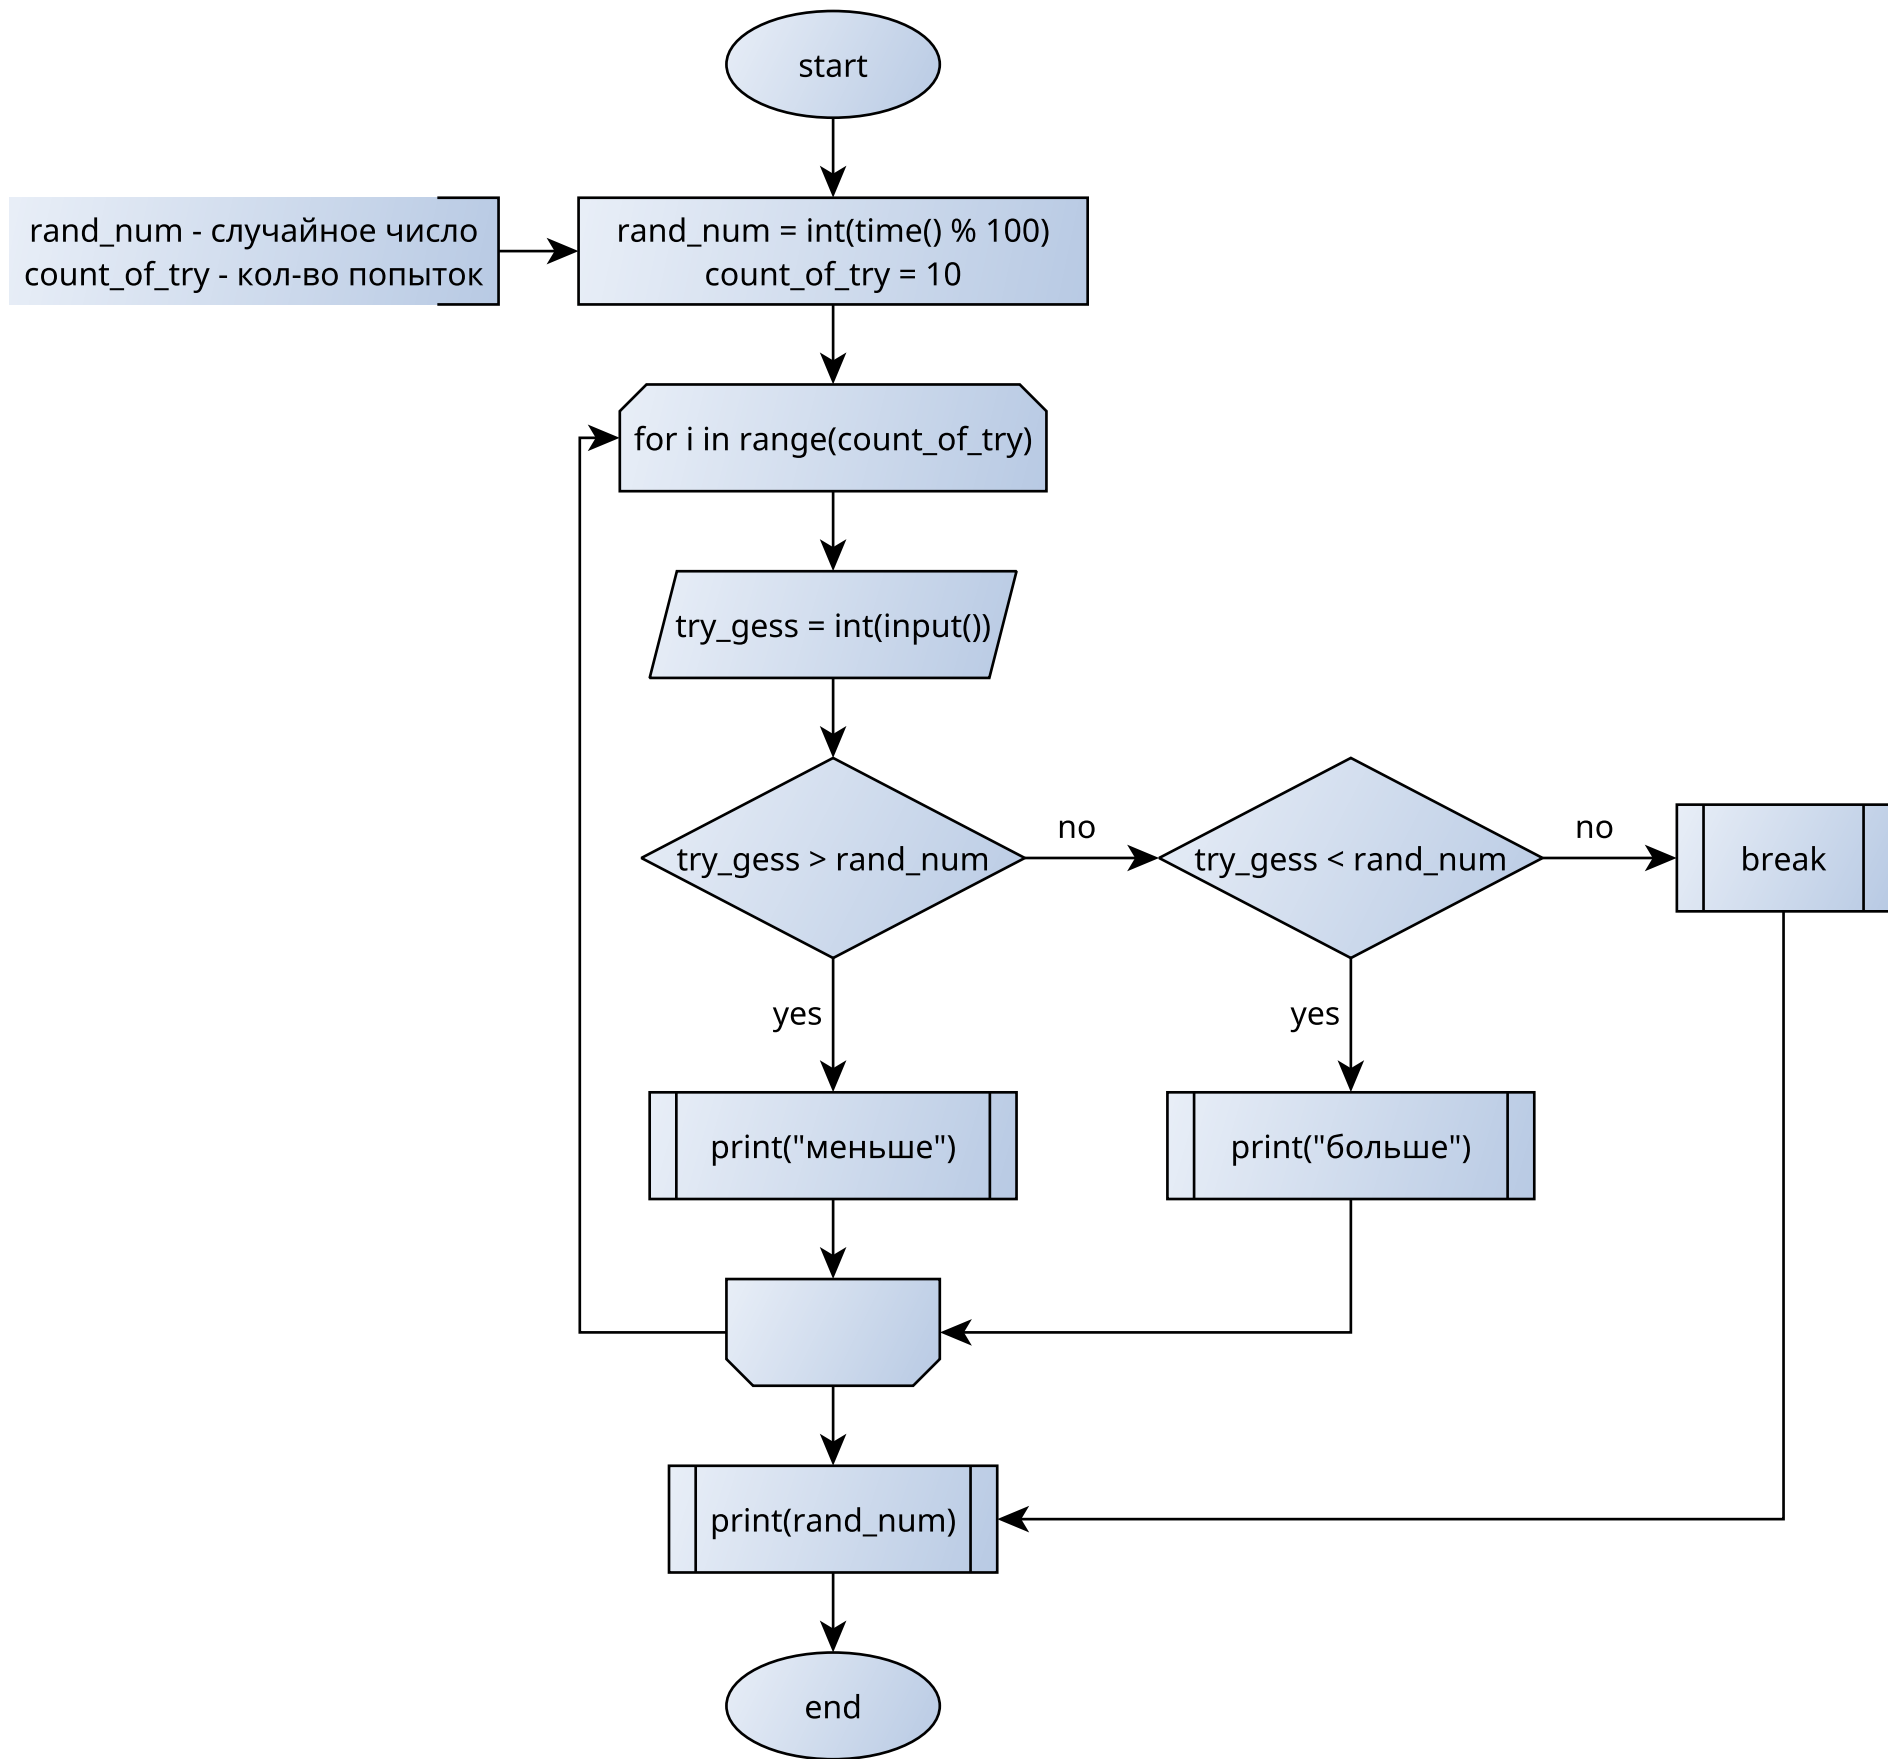 start
rand_num - случайное число
count_of_try - кол-во попыток
rand_num = int(time() % 100)
count_of_try = 10
for i in range(count_of_try)
try_gess = int(input())
try_gess > rand_num
no
try_gess < rand_num
no
break
yes
yes
print("меньше")
print("больше")
print(rand_num)
end